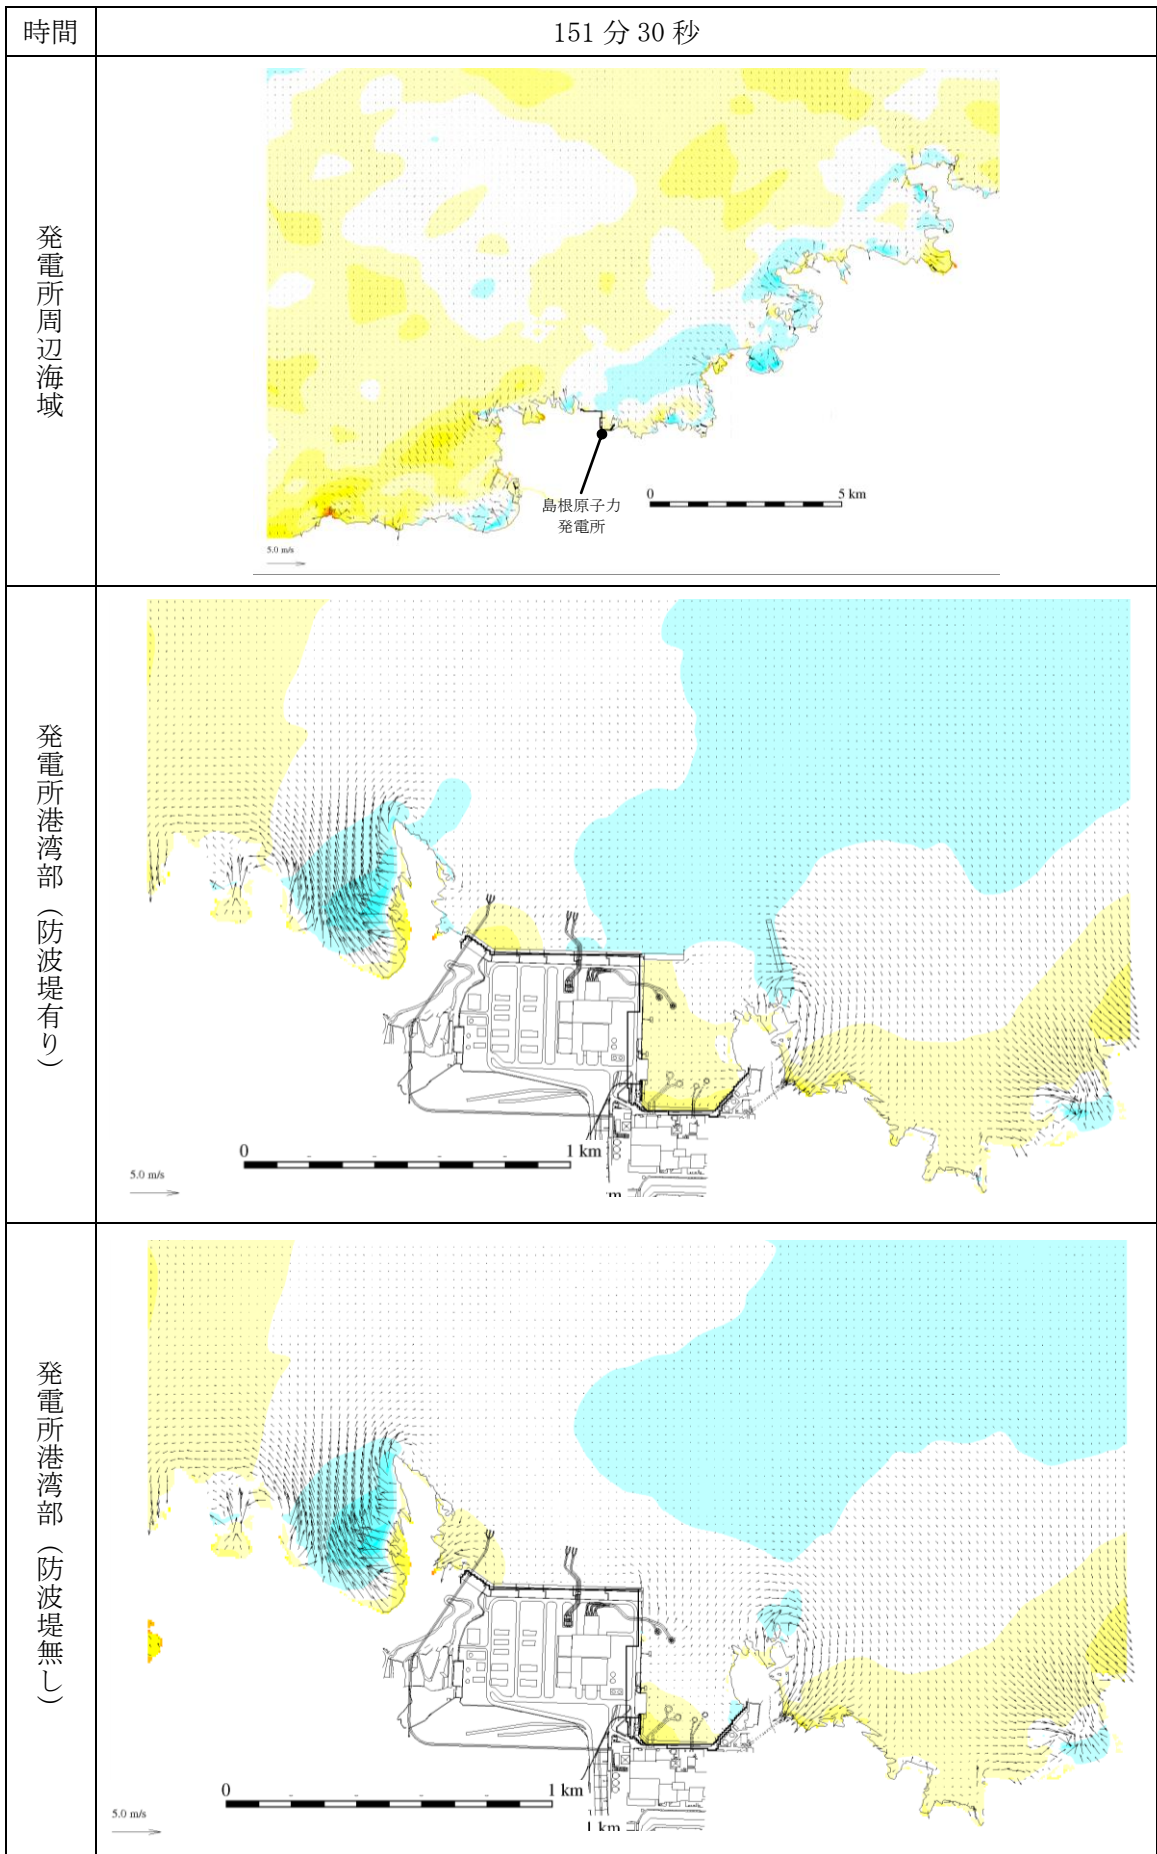 時間
151 分 30 秒
発電所周辺海域
島根原子力
発電所
0
5 km
5.0 m/s
発電所港湾部（防波堤有り）
0
1 km
5.0 m/s
m
発電所港湾部（防波堤無し）
0
1 km
5.0 m/s
1 km